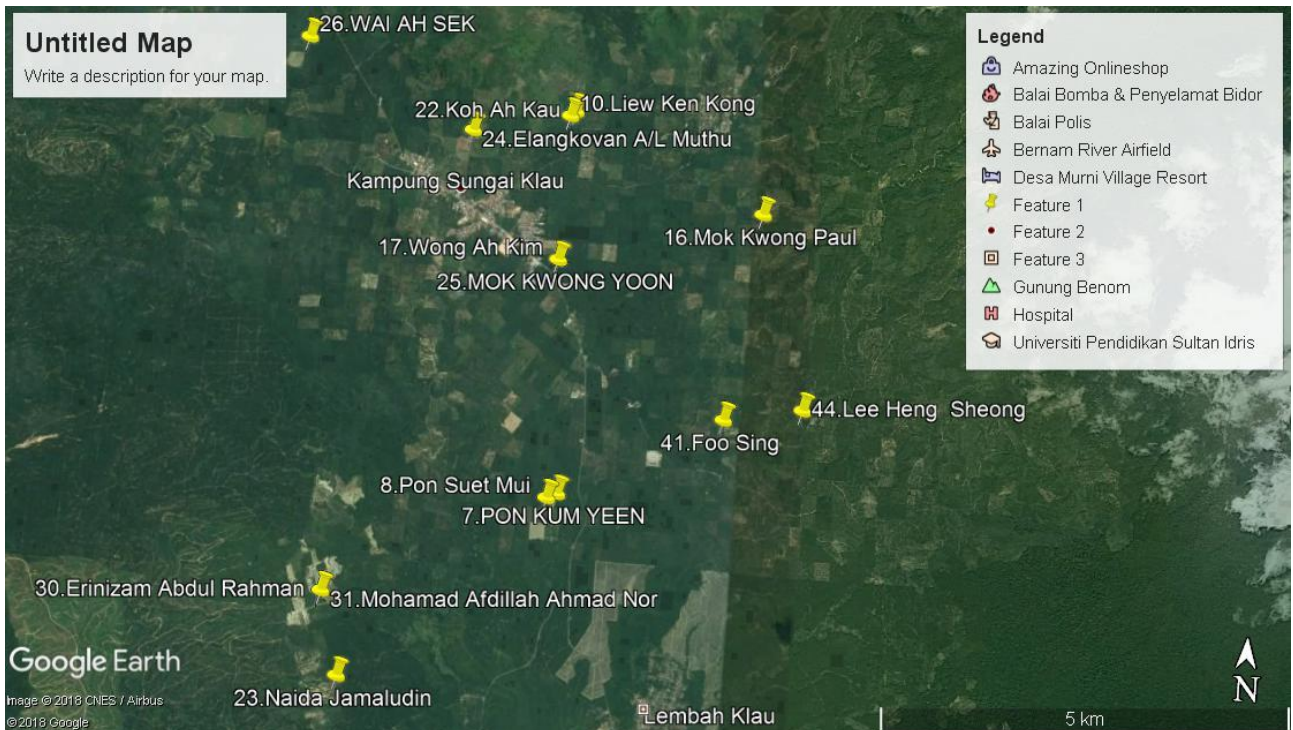 Untitled Map
Write a description for your map.
26.WAI AH SEK
22.Koh Ah Kau
10.Liew Ken Kong
24.Elangkovan A/L Muthu
Kampung Sungai Klau
16.Mok Kwong Paul
17.Wong Ah Kim
25.MOK KWONG YOON
44.Lee Heng  Sheong
41.Foo Sing
8.Pon Suet Mui
7.PON KUM YEEN
30.Erinizam Abdul Rahman
31.Mohamad Afdillah Ahmad Nor
23.Naida Jamaludin
Lembah Klau
Legend
Amazing Onlineshop
Balai Bomba & Penyelamat Bidor
Balai Polis
Bernam River Airfield
Desa Murni Village Resort
Feature 1
Feature 2
Feature 3
Gunung Benom
Hospital
Universiti Pendidikan Sultan Idris
Google Earth
Image © 2018 CNES / Airbus
© 2018 Google
N
5 km